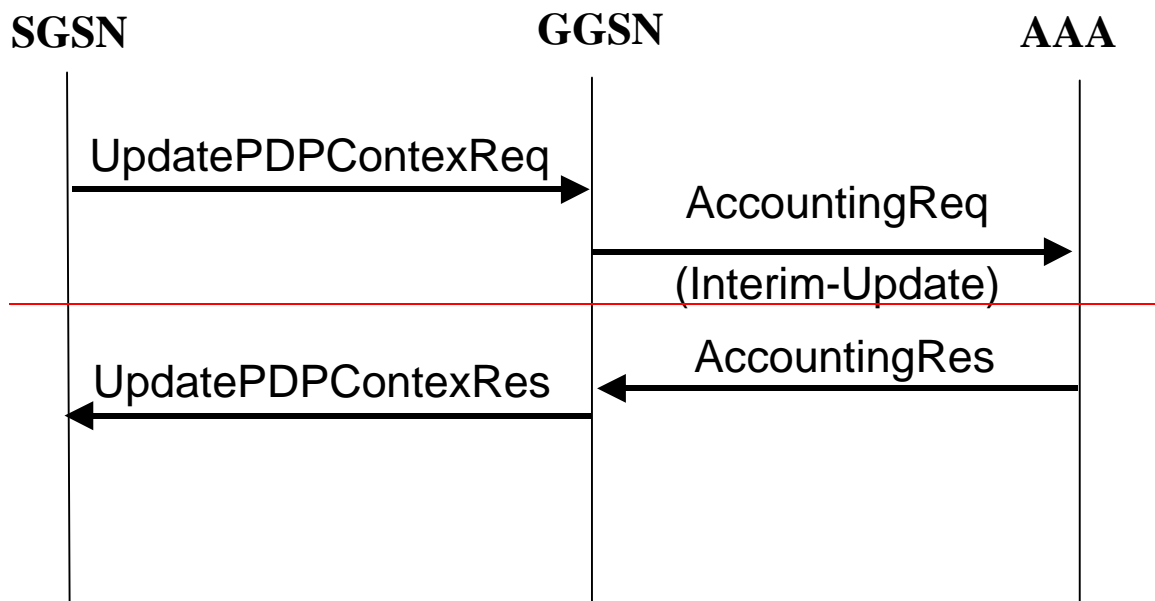 SGSN GGSN AAA
UpdatePDPContexReq
AccountingReq
(Interim-Update)
AccountingRes
UpdatePDPContexRes